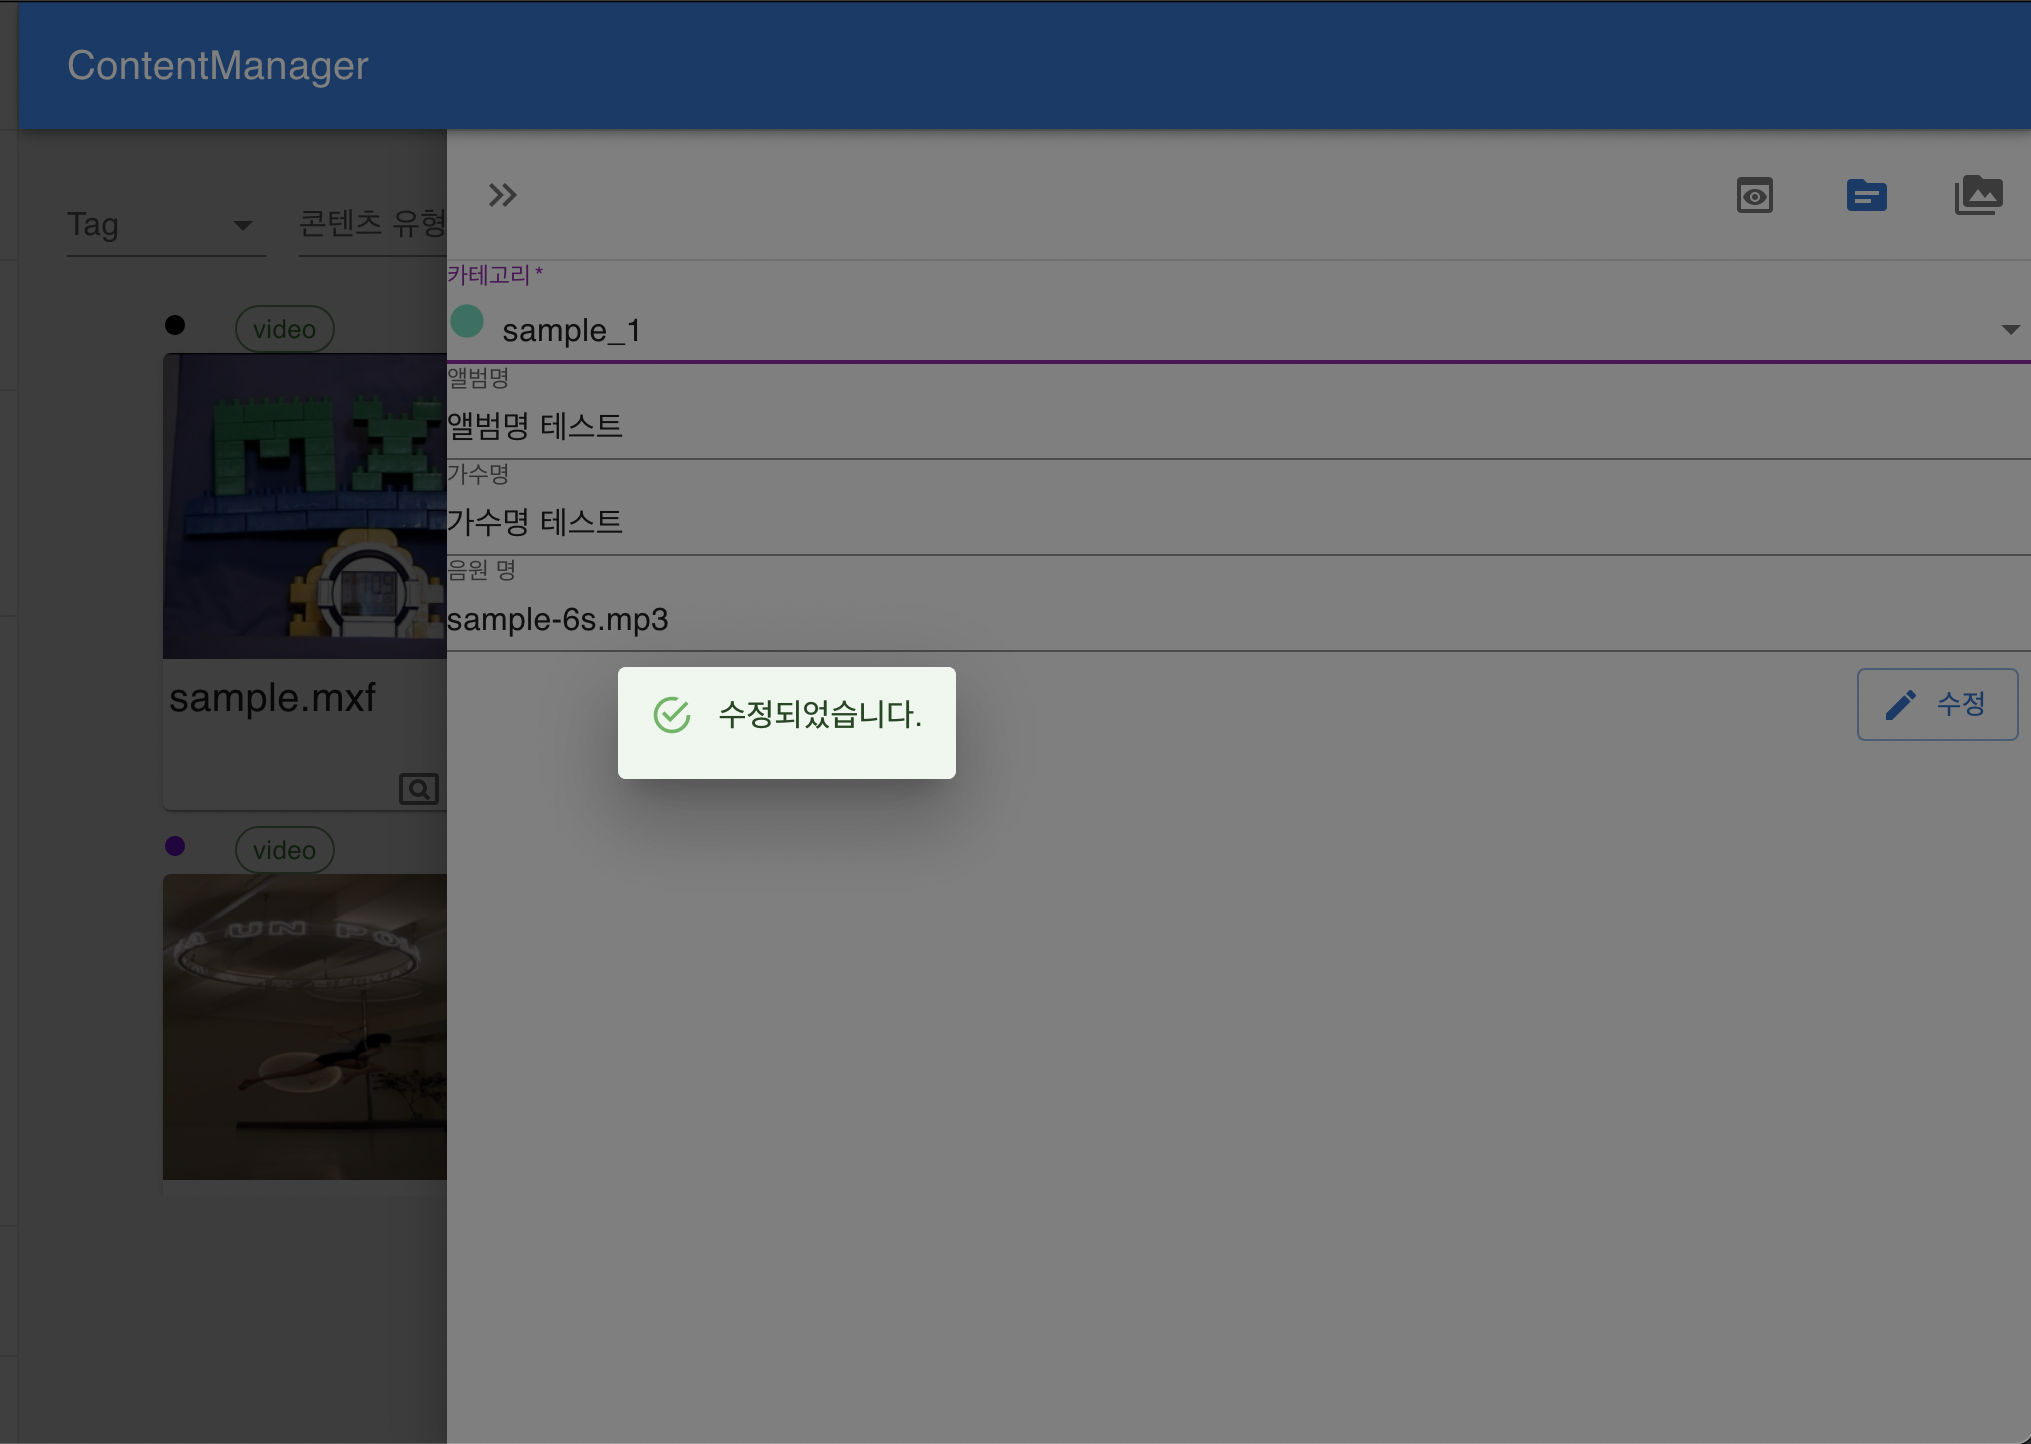 ContentManager
Tag
콘텐츠 유형
video
sample.mxf
video
카테고리 *
sample_1
앨범명
앨범명 테스트
가수명
가수명 테스트
음원 명
sample-6s.mp3
수정
수정되었습니다.